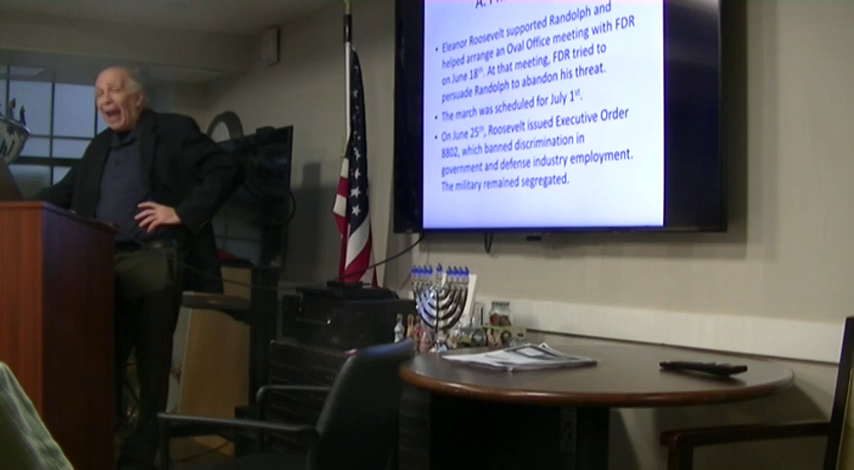 • Eleanor Roosevelt supported Randolph and
helped arrange an Oval Office meeting with FDR
on June 18th. At that meeting, FDR tried to
persuade Randolph to abandon his threat.
• The march was scheduled for July 1st.
• On June 25th, Roosevelt issued Executive Order
8802, which banned discrimination in
government and defense industry employment.
The military remained segregated.